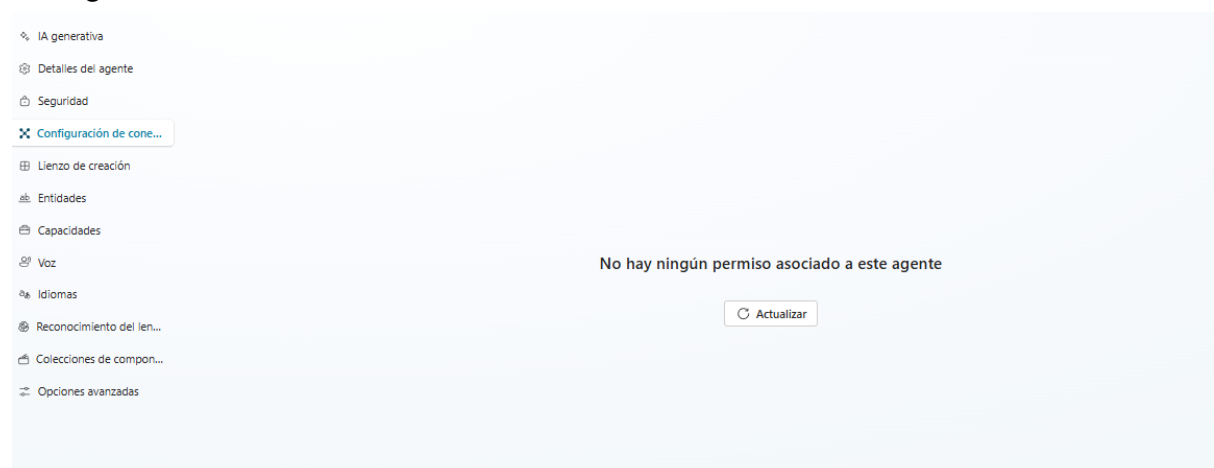 IA generativa
Detalles del agente
Seguridad
Configuración de cone...
Lienzo de creación
Entidades
Capacidades
Voz
Idiomas
Reconocimiento del len...
Colecciones de compon...
Opciones avanzadas
No hay ningún permiso asociado a este agente
Actualizar